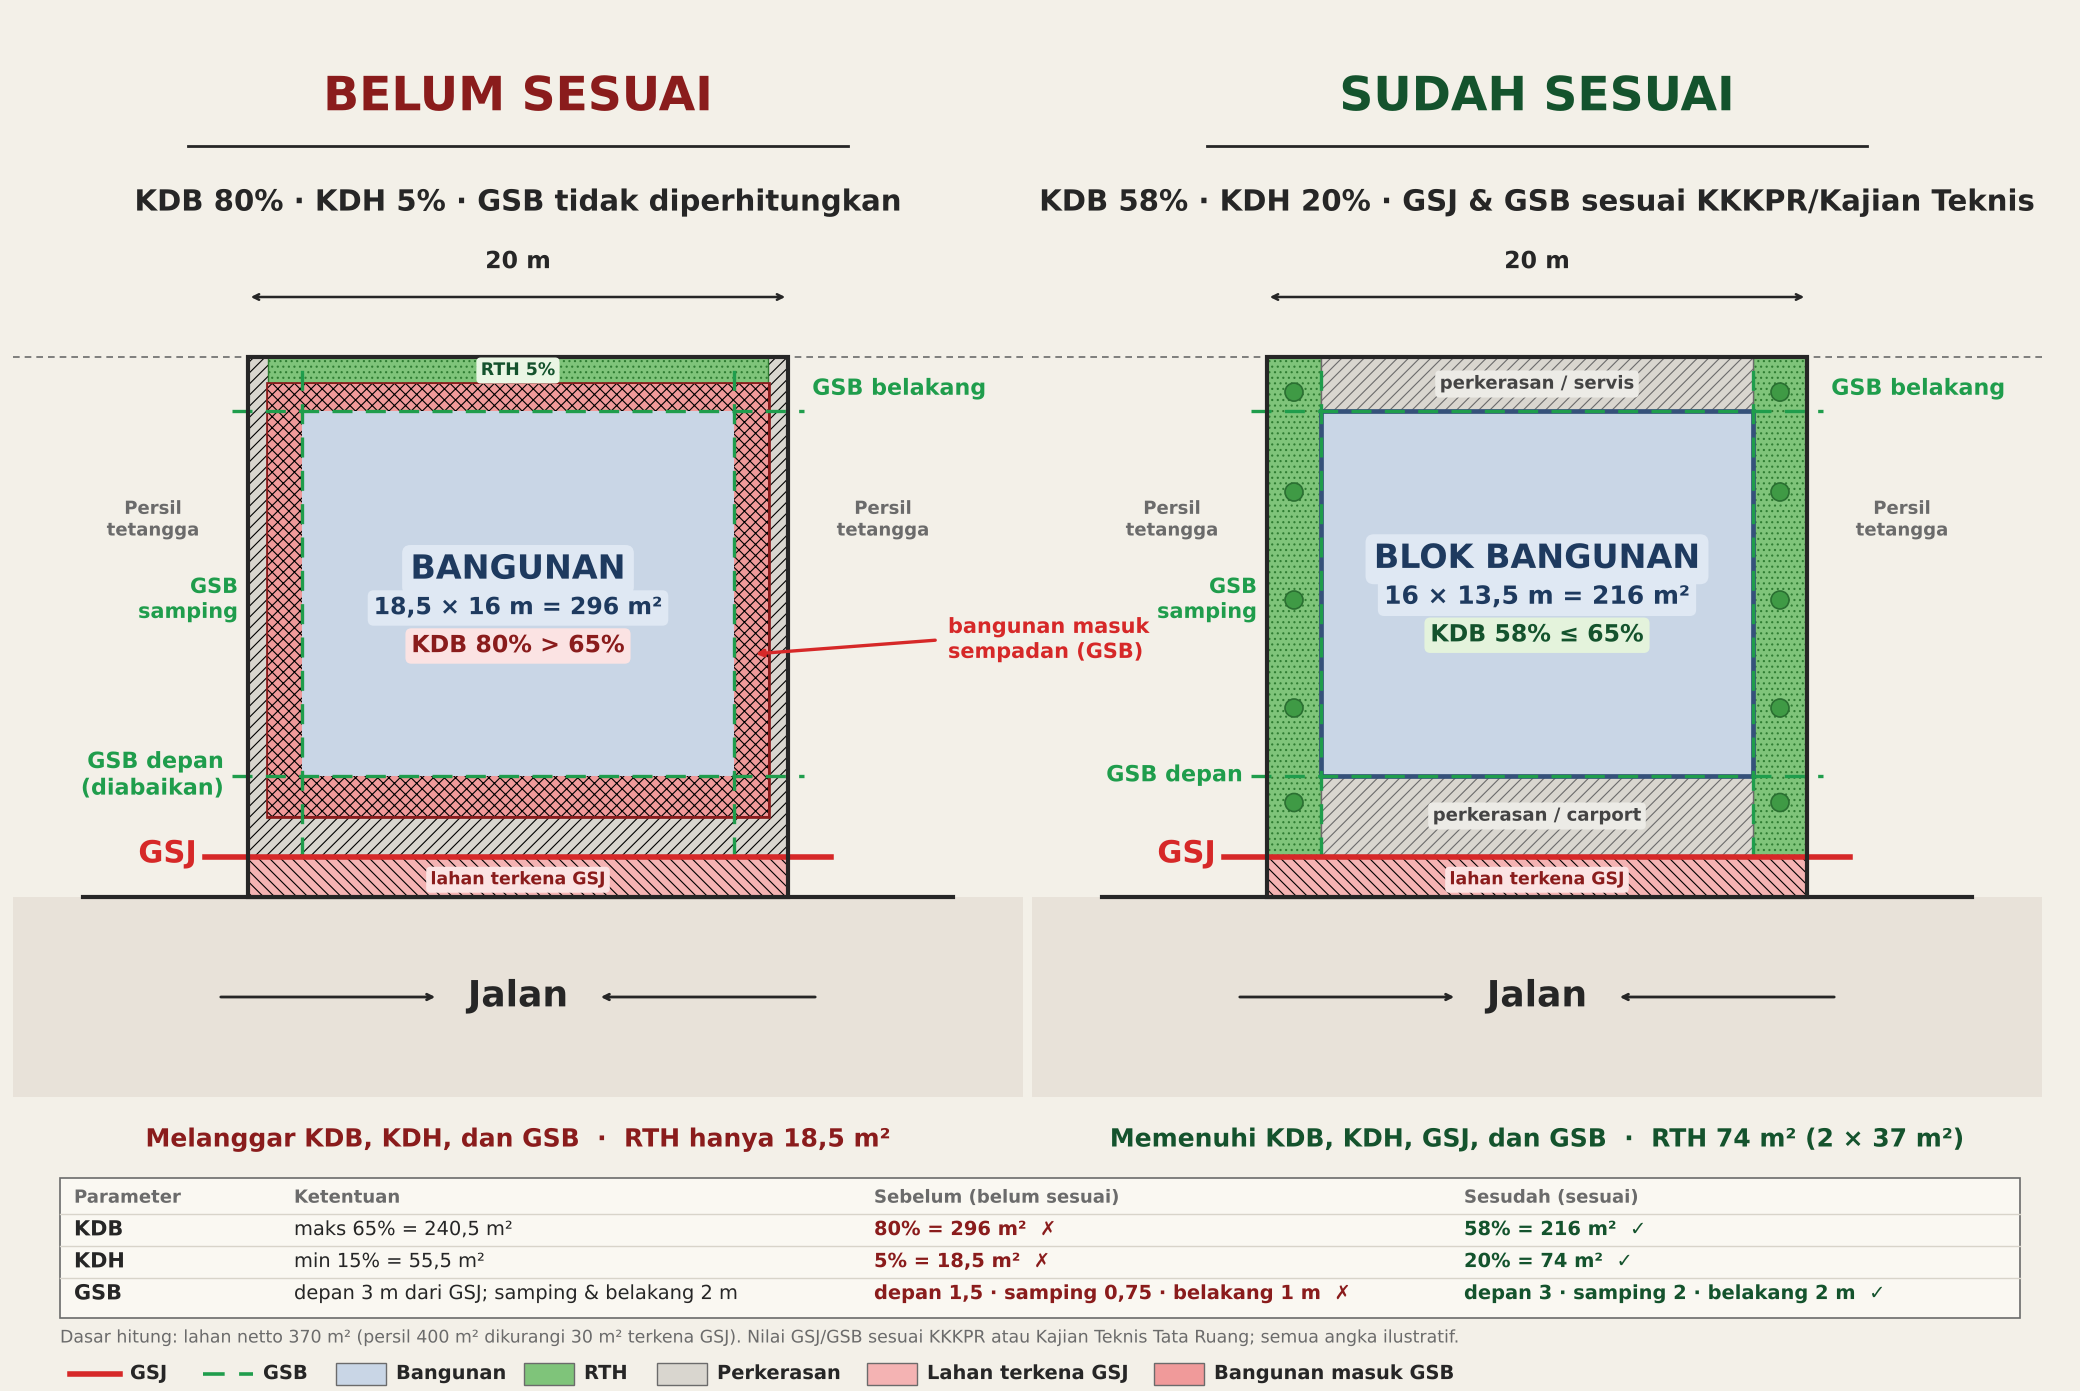 BELUM SESUAI
KDB 80% · KDH 5% · GSB tidak diperhitungkan
20 m
RTH 5%
GSB belakang
Persil
tetangga
Persil
tetangga
BANGUNAN
18,5 × 16 m = 296 m²
KDB 80% > 65%
GSB
samping
bangunan masuk
sempadan (GSB)
GSB depan
(diabaikan)
GSJ
lahan terkena GSJ
Jalan
Melanggar KDB, KDH, dan GSB · RTH hanya 18,5 m²
SUDAH SESUAI
KDB 58% · KDH 20% · GSJ & GSB sesuai KKKPR/Kajian Teknis
20 m
perkerasan / servis
GSB belakang
Persil
tetangga
Persil
tetangga
BLOK BANGUNAN
16 × 13,5 m = 216 m²
KDB 58% ≤ 65%
GSB
samping
GSB depan
perkerasan / carport
GSJ
lahan terkena GSJ
Jalan
Memenuhi KDB, KDH, GSJ, dan GSB · RTH 74 m² (2 × 37 m²)
Parameter Ketentuan Sebelum (belum sesuai) Sesudah (sesuai)
KDB maks 65% = 240,5 m² 80% = 296 m² ✗ 58% = 216 m² ✓
KDH min 15% = 55,5 m² 5% = 18,5 m² ✗ 20% = 74 m² ✓
GSB depan 3 m dari GSJ; samping & belakang 2 m depan 1,5 · samping 0,75 · belakang 1 m ✗ depan 3 · samping 2 · belakang 2 m ✓
Dasar hitung: lahan netto 370 m² (persil 400 m² dikurangi 30 m² terkena GSJ). Nilai GSJ/GSB sesuai KKKPR atau Kajian Teknis Tata Ruang; semua angka ilustratif.
GSJ GSB Bangunan RTH Perkerasan Lahan terkena GSJ Bangunan masuk GSB